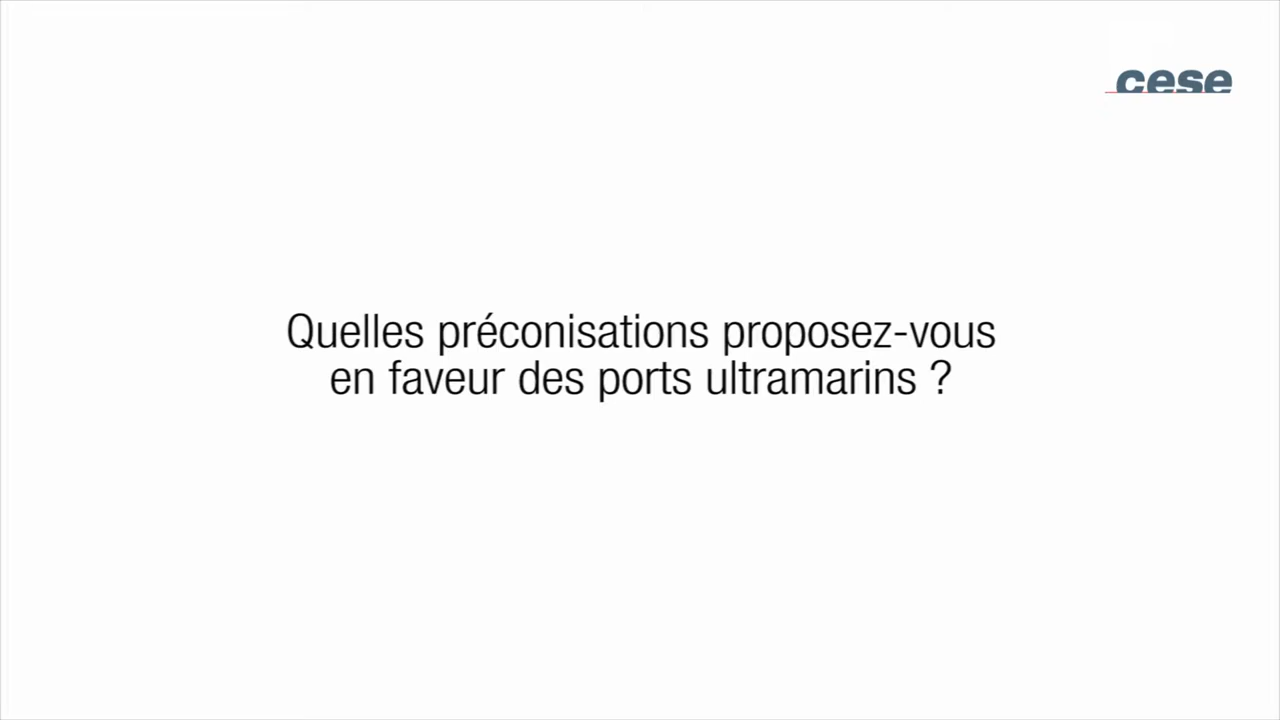 cese
Quelles préconisations proposez-vous
en faveur des ports ultramarins ?